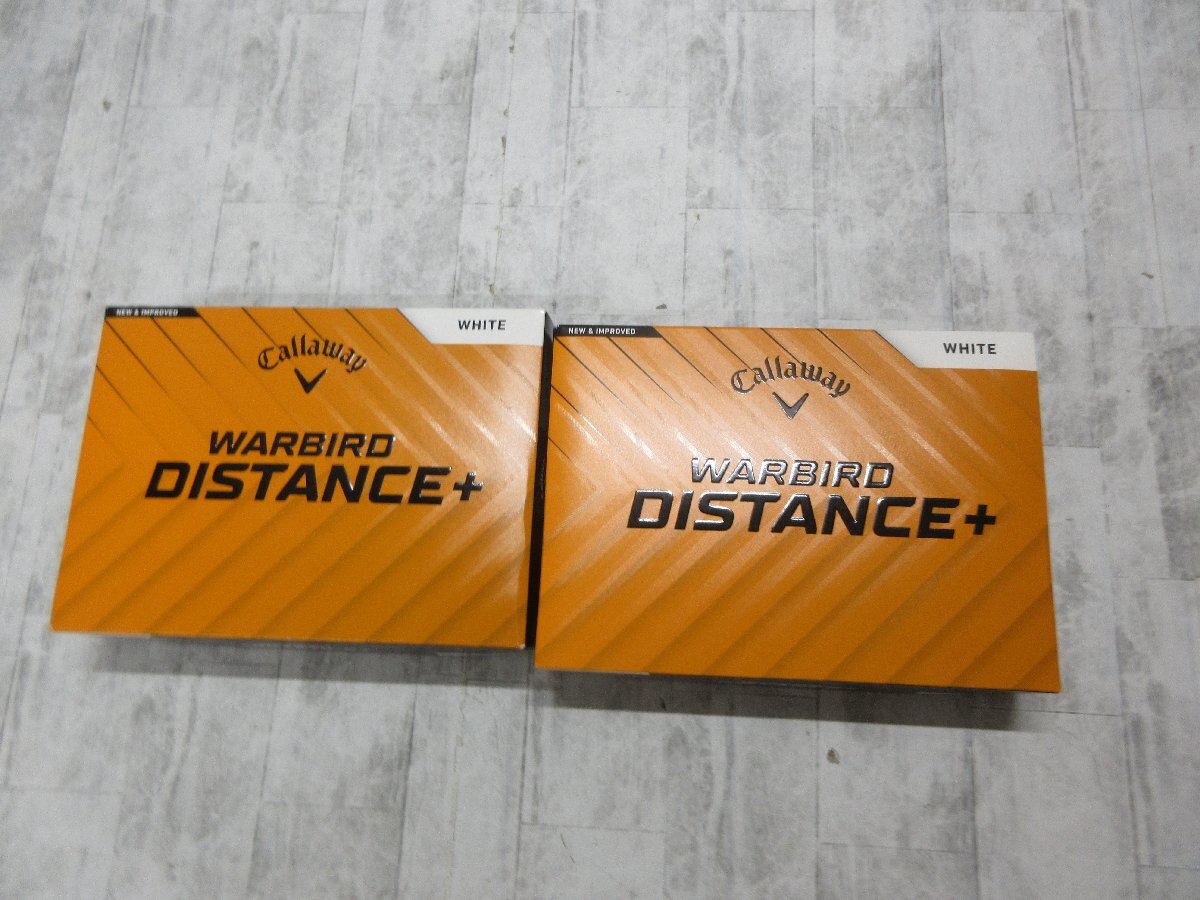 NEW & IMPROVED
WHITE
Callaway
WARBIRD
DISTANCE+
NEW & IMPROVED
WHITE
Callaway
WARBIRD
DISTANCE+